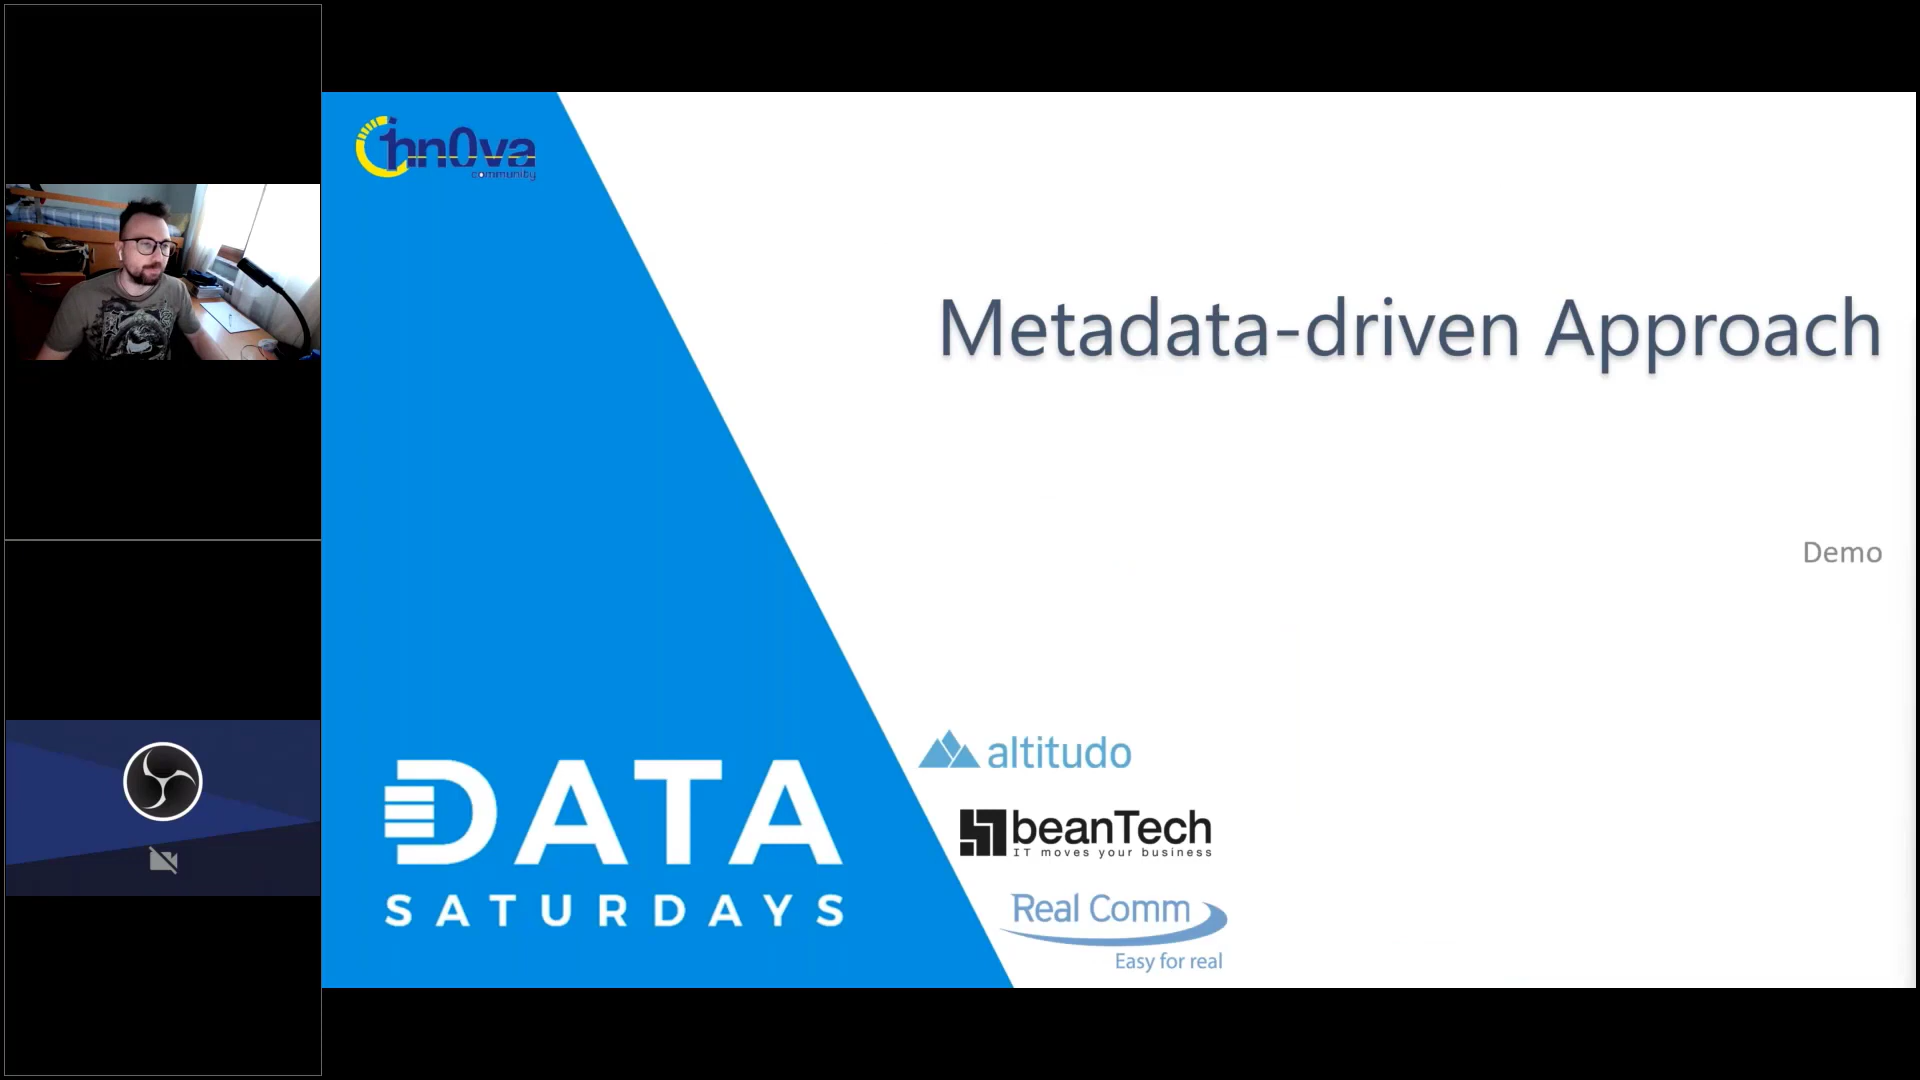 1nn0va
community
Metadata-driven Approach
Demo
altitudo
beanTech
IT moves your business
Real Comm
Easy for real
DATA
SATURDAYS